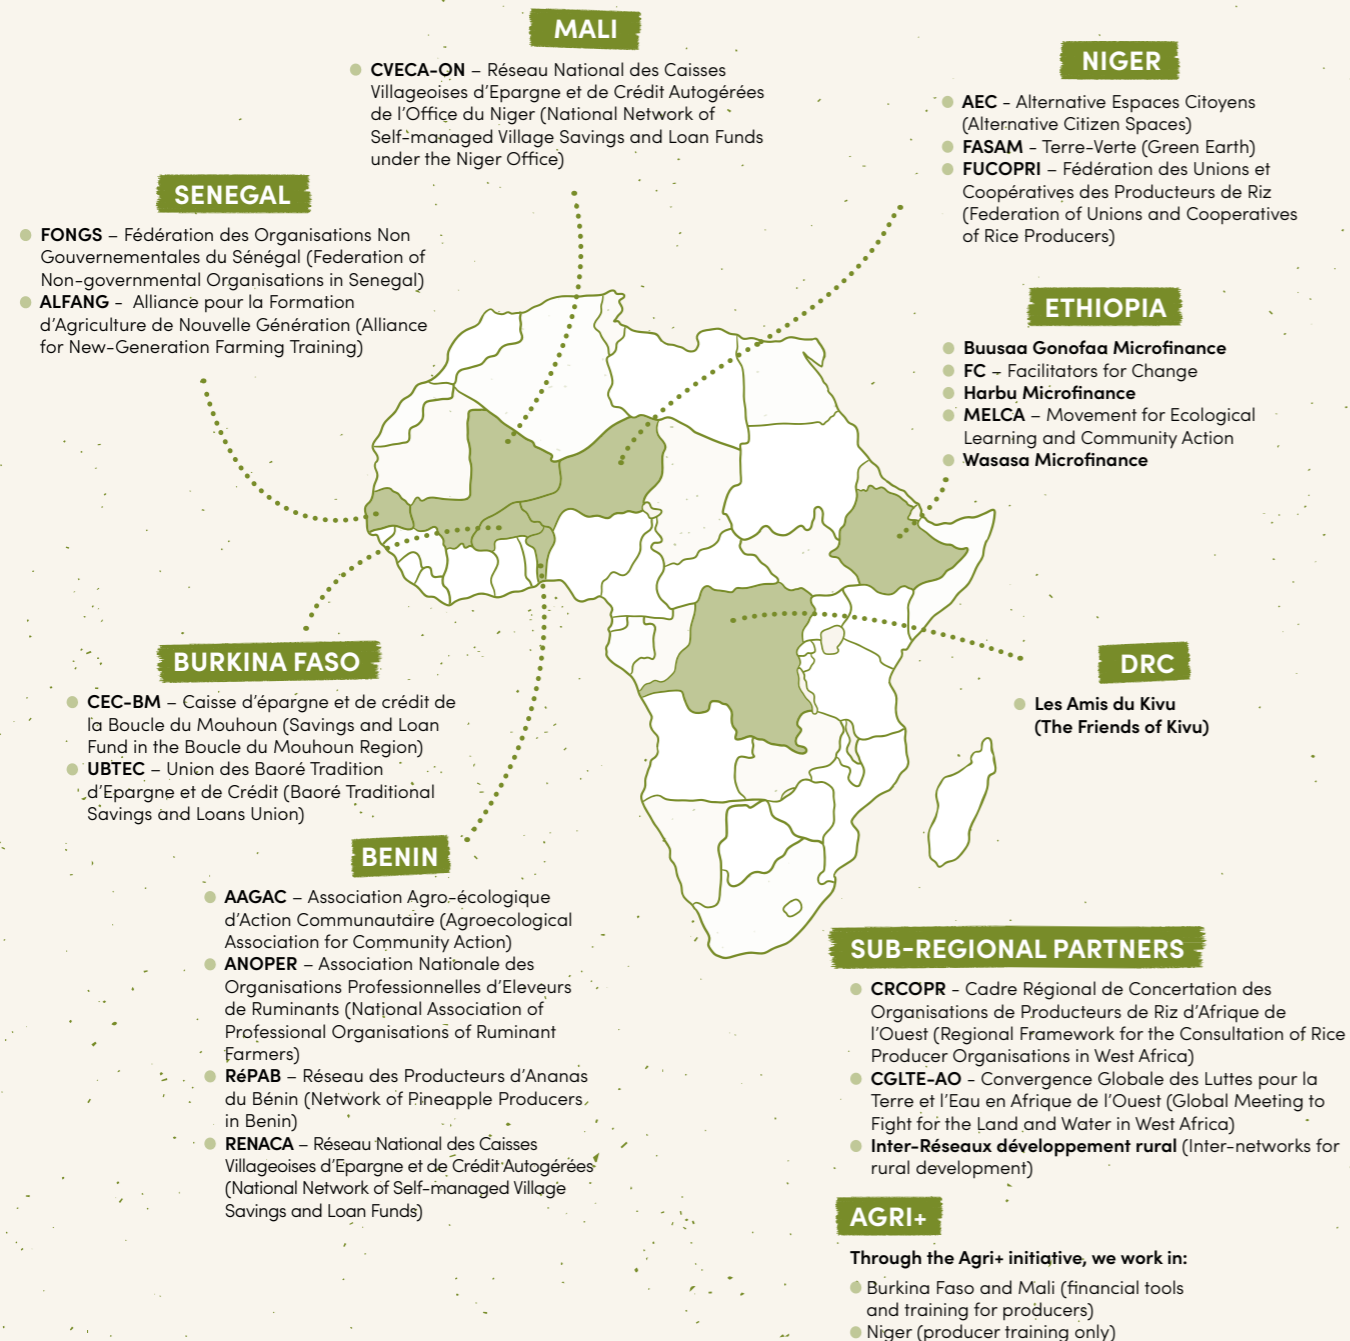 MALI
CVECA-ON – Réseau National des Caisses
Villageoises d'Epargne et de Crédit Autogérées
de l'Office du Niger (National Network of
Self-managed Village Savings and Loan Funds
under the Niger Office)
NIGER
AEC - Alternative Espaces Citoyens
(Alternative Citizen Spaces)
FASAM - Terre-Verte (Green Earth)
FUCOPRI – Fédération des Unions et
Coopératives des Producteurs de Riz
(Federation of Unions and Cooperatives
of Rice Producers)
SENEGAL
FONGS – Fédération des Organisations Non
Gouvernementales du Sénégal (Federation of
Non-governmental Organisations in Senegal)
ALFANG - Alliance pour la Formation
d'Agriculture de Nouvelle Génération (Alliance
for New-Generation Farming Training)
ETHIOPIA
Buusaa Gonofaa Microfinance
FC – Facilitators for Change
Harbu Microfinance
MELCA – Movement for Ecological
Learning and Community Action
Wasasa Microfinance
BURKINA FASO
CEC-BM – Caisse d'épargne et de crédit de
la Boucle du Mouhoun (Savings and Loan
Fund in the Boucle du Mouhoun Region)
UBTEC – Union des Baoré Tradition
d'Epargne et de Crédit (Baoré Traditional
Savings and Loans Union)
DRC
Les Amis du Kivu
(The Friends of Kivu)
BENIN
AAGAC – Association Agro-écologique
d'Action Communautaire (Agroecological
Association for Community Action)
ANOPER – Association Nationale des
Organisations Professionnelles d'Eleveurs
de Ruminants (National Association of
Professional Organisations of Ruminant
Farmers)
RéPAB – Réseau des Producteurs d'Ananas
du Bénin (Network of Pineapple Producers
in Benin)
RENACA – Réseau National des Caisses
Villageoises d'Epargne et de Crédit Autogérées
(National Network of Self-managed Village
Savings and Loan Funds)
SUB-REGIONAL PARTNERS
CRCOPR - Cadre Régional de Concertation des
Organisations de Producteurs de Riz d'Afrique de
l'Ouest (Regional Framework for the Consultation of Rice
Producer Organisations in West Africa)
CGLTE-AO - Convergence Globale des Luttes pour la
Terre et l'Eau en Afrique de l'Ouest (Global Meeting to
Fight for the Land and Water in West Africa)
Inter-Réseaux développement rural (Inter-networks for
rural development)
AGRI+
Through the Agri+ initiative, we work in:
Burkina Faso and Mali (financial tools
and training for producers)
Niger (producer training only)